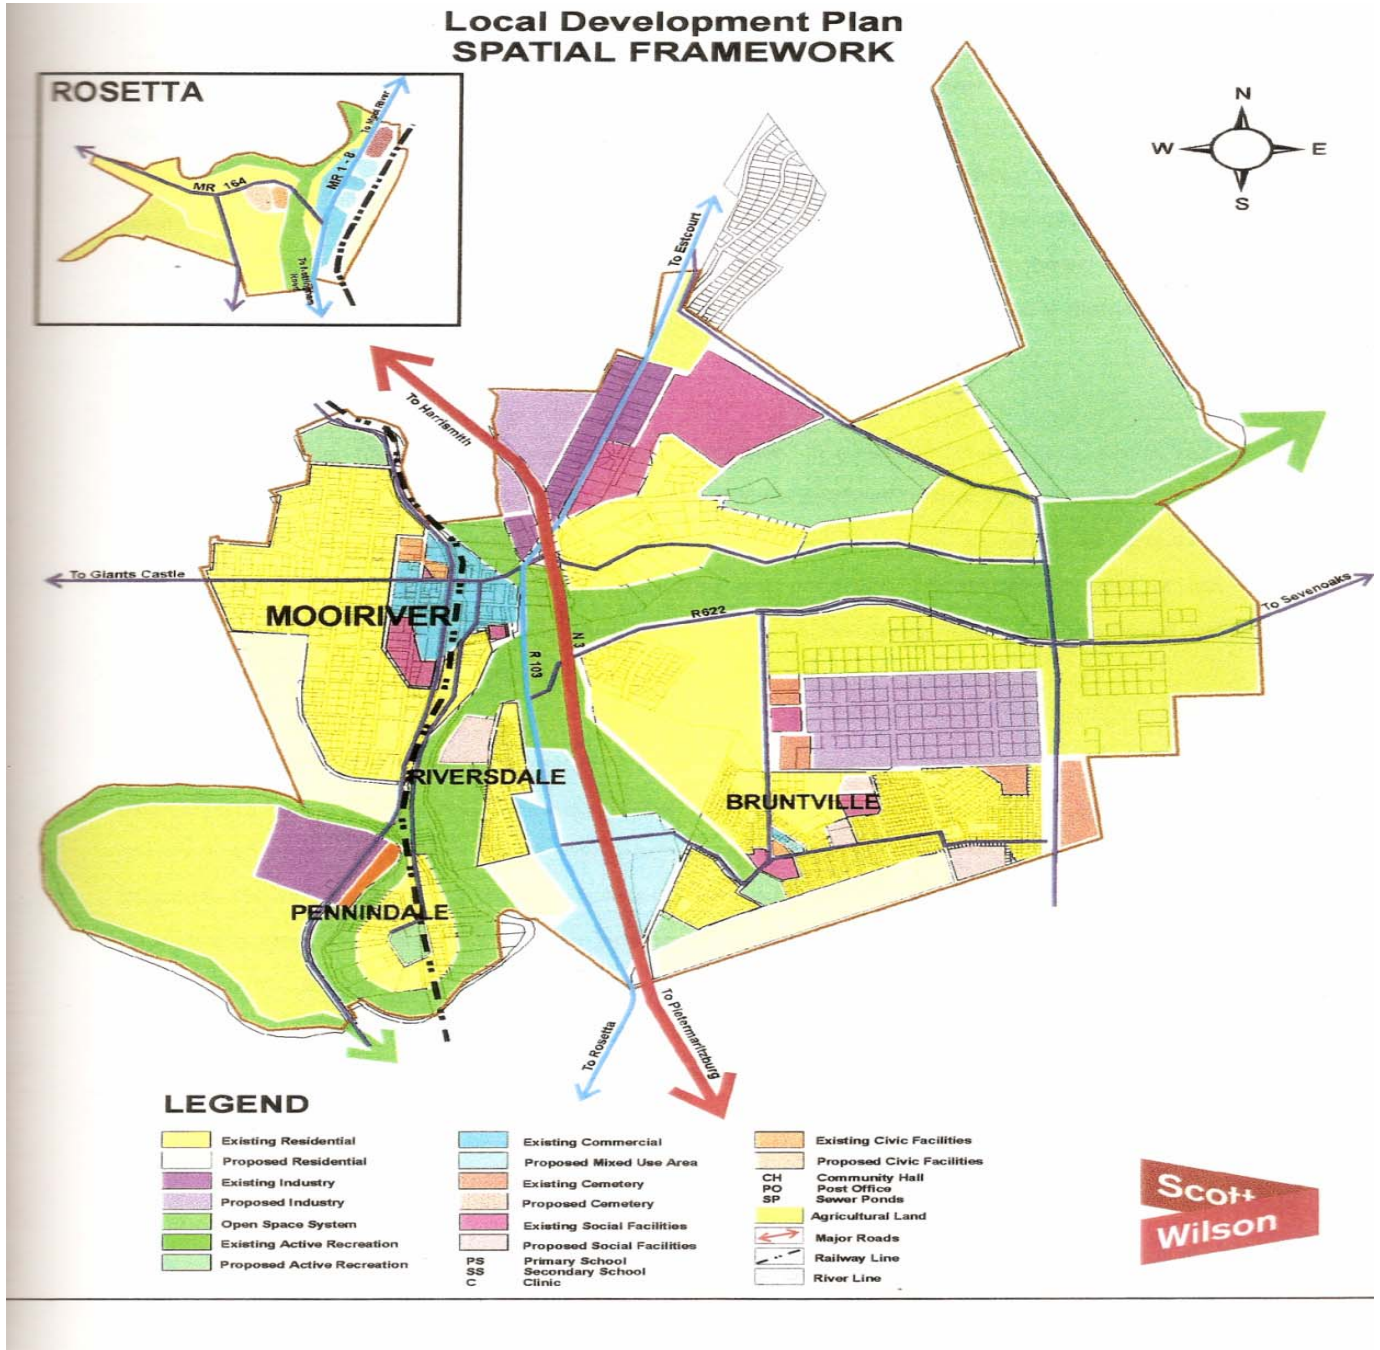 Local Development Plan
SPATIAL FRAMEWORK
ROSETTA
MR 164
MR 1 - 8
N
W
E
S
To Estcourt
To Harrismith
To Giants Castle
MOOIRIVER
R622
To Sevenoaks
N 3
R 103
RIVERSDALE
BRUNTVILLE
PENNINDALE
To Rosetta
To Pietermaritzburg
LEGEND
Existing Residential
Proposed Residential
Existing Industry
Proposed Industry
Open Space System
Existing Active Recreation
Proposed Active Recreation
Existing Commercial
Proposed Mixed Use Area
Existing Cemetery
Proposed Cemetery
Existing Social Facilities
Proposed Social Facilities
PS Primary School
SS Secondary School
C Clinic
Existing Civic Facilities
Proposed Civic Facilities
CH Community Hall
PO Post Office
SP Sewer Ponds
Agricultural Land
Major Roads
Railway Line
River Line
Scott
Wilson